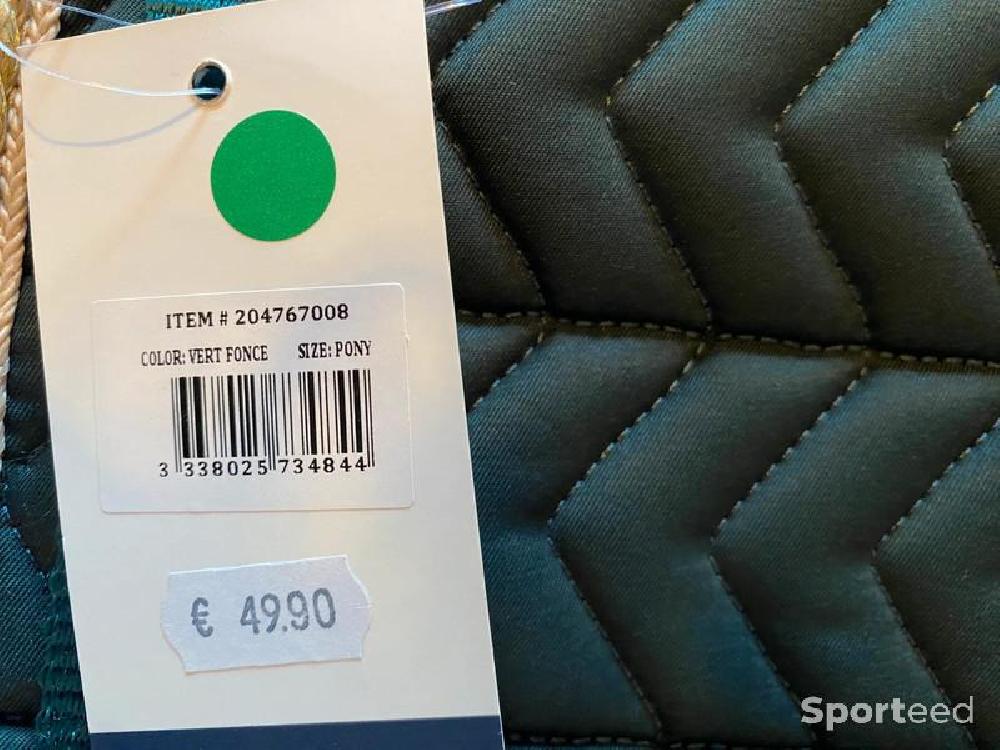 ITEM # 204767008
COLOR: VERT FONCE SIZE: PONY
3 338025 734844
€ 49.90
Sporteed